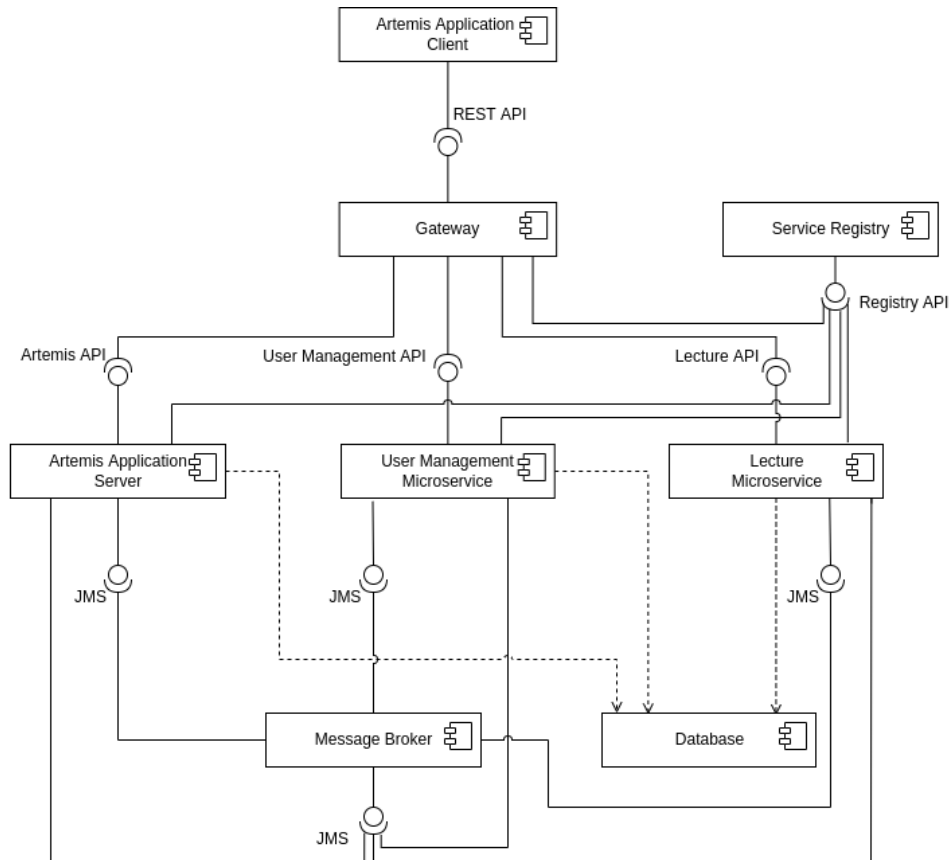 Artemis Application
Client
REST API
Gateway
Service Registry
Registry API
Artemis API
User Management API
Lecture API
Artemis Application
Server
User Management
Microservice
Lecture
Microservice
JMS
JMS
JMS
Message Broker
Database
JMS